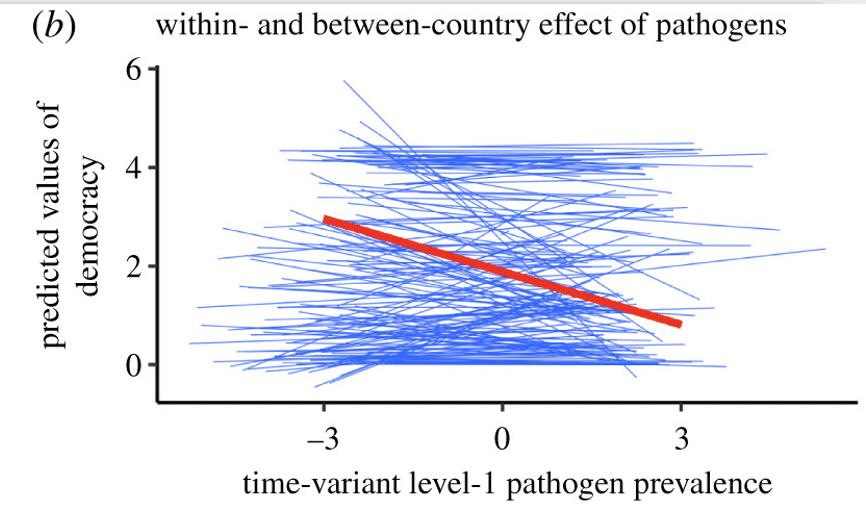 (b) within- and between-country effect of pathogens
predicted values of
democracy
6
4
2
0
–3 0 3
time-variant level-1 pathogen prevalence